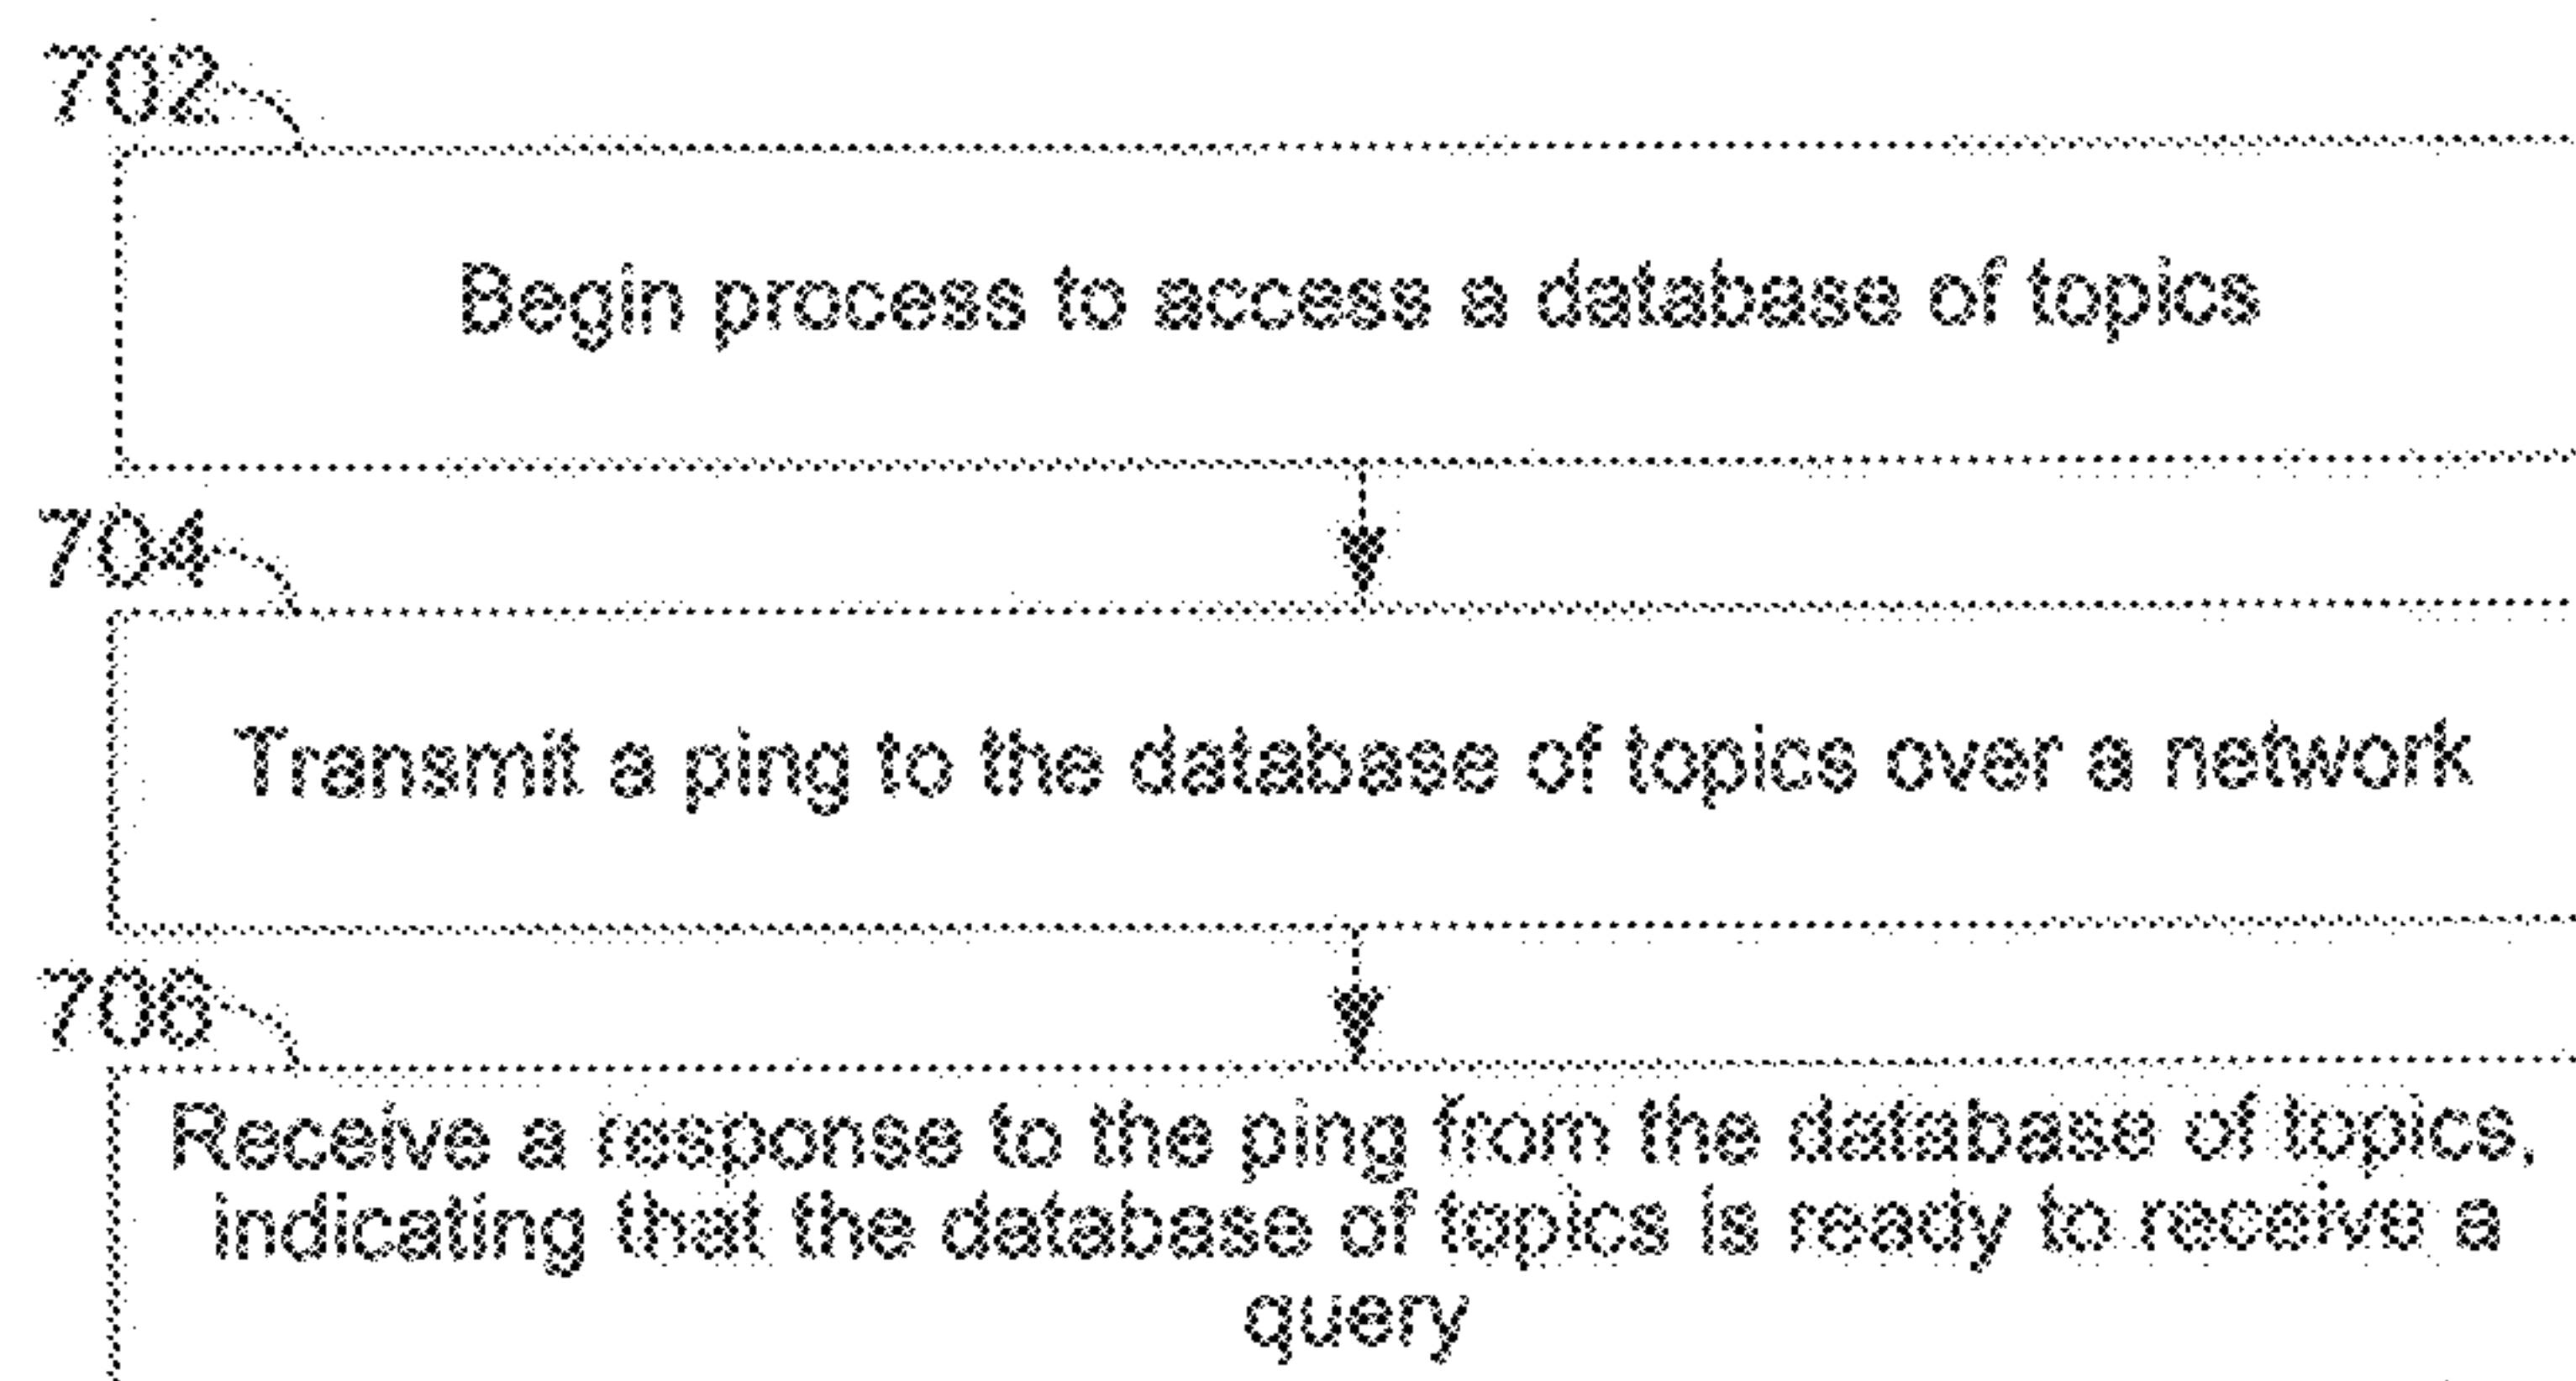 702
Begin process to access a database of topics
704
Transmit a ping to the database of topics over a network
706
Receive a response to the ping from the database of topics,
indicating that the database of topics is ready to receive a
query